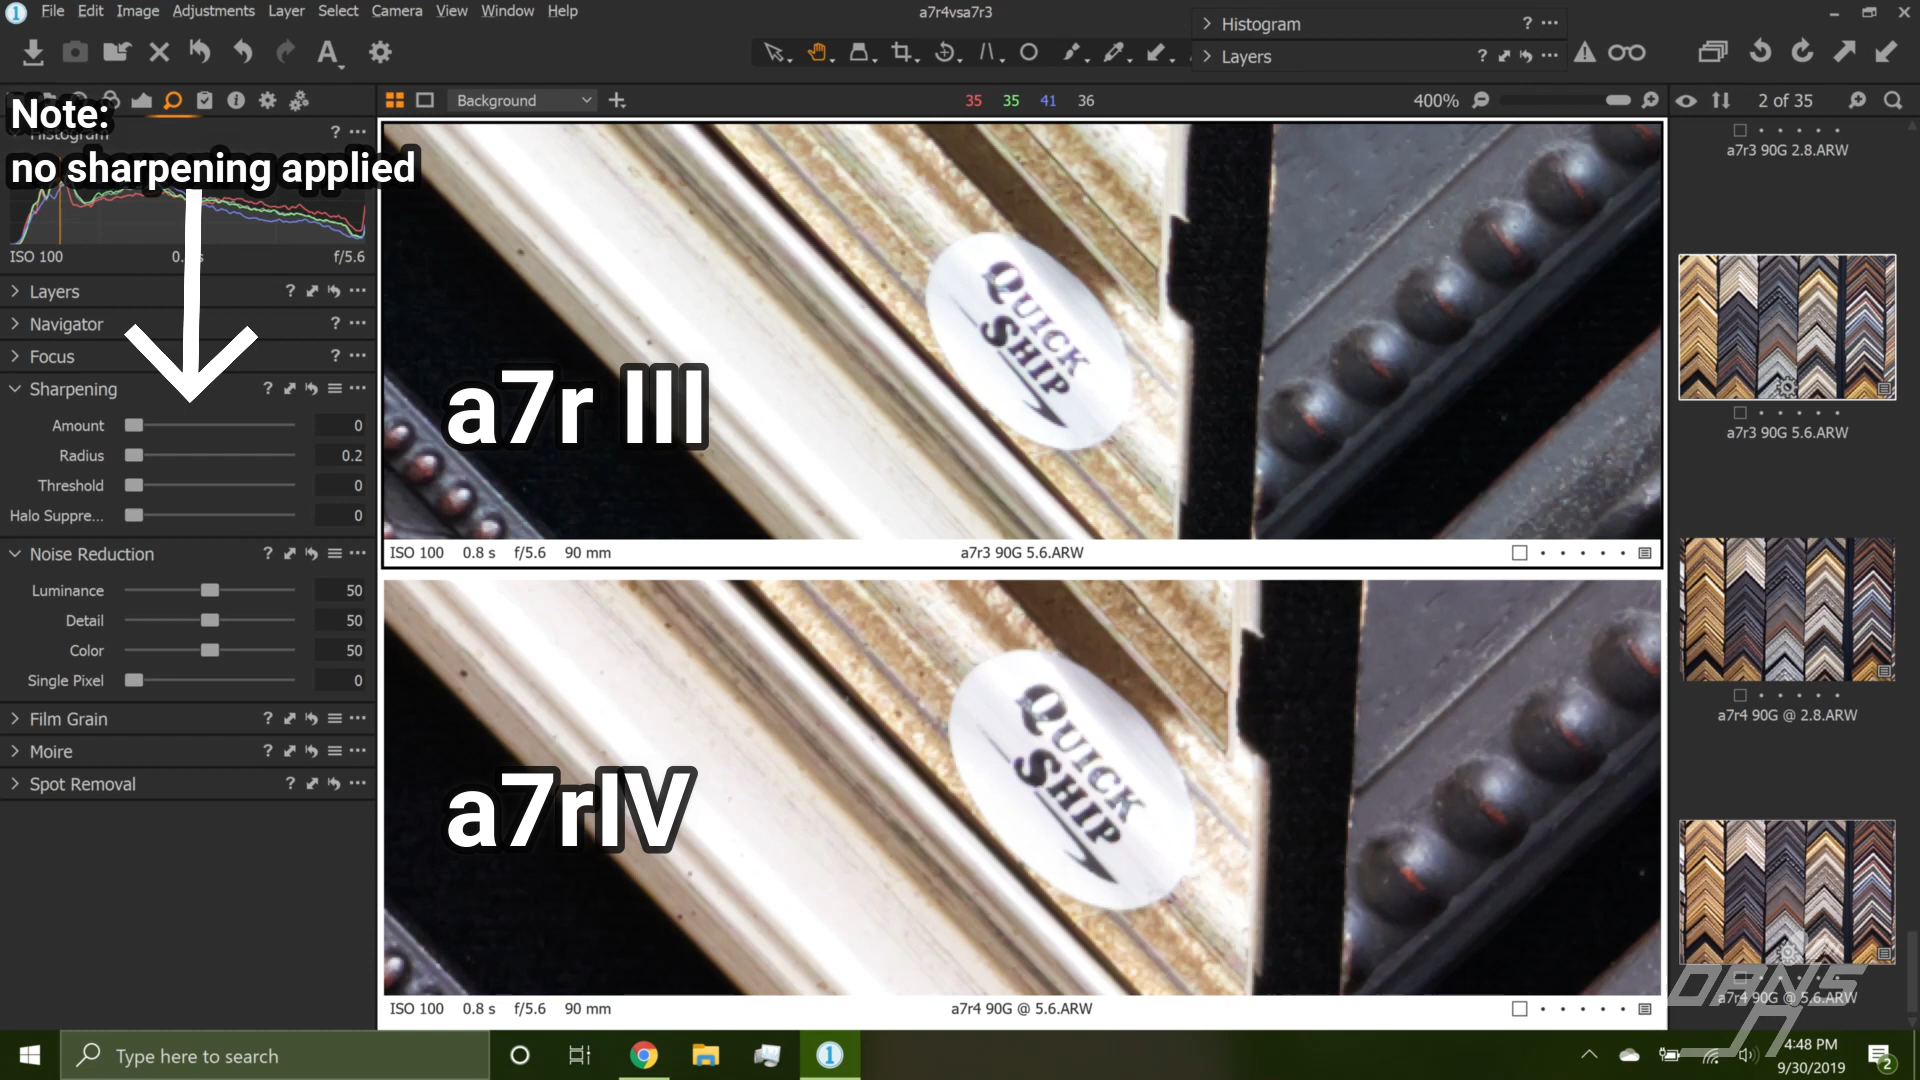 File Edit Image Adjustments Layer Select Camera View Window Help
a7r4vsa7r3
Histogram
Layers
Background
35 35 41 36
400%
2 of 35
Note:
no sharpening applied
Histogram
ISO 100
f/5.6
Layers
Navigator
Focus
Sharpening
Amount 0
Radius 0.2
Threshold 0
Halo Suppre... 0
Noise Reduction
Luminance 50
Detail 50
Color 50
Single Pixel 0
Film Grain
Moire
Spot Removal
QUICK
SHIP
a7r III
ISO 100 0.8 s f/5.6 90 mm a7r3 90G 5.6.ARW
QUICK
SHIP
a7rIV
ISO 100 0.8 s f/5.6 90 mm a7r4 90G @ 5.6.ARW
a7r3 90G 2.8.ARW
a7r3 90G 5.6.ARW
a7r4 90G @ 2.8.ARW
a7r4 90G @ 5.6.ARW
Type here to search
4:48 PM
9/30/2019
2